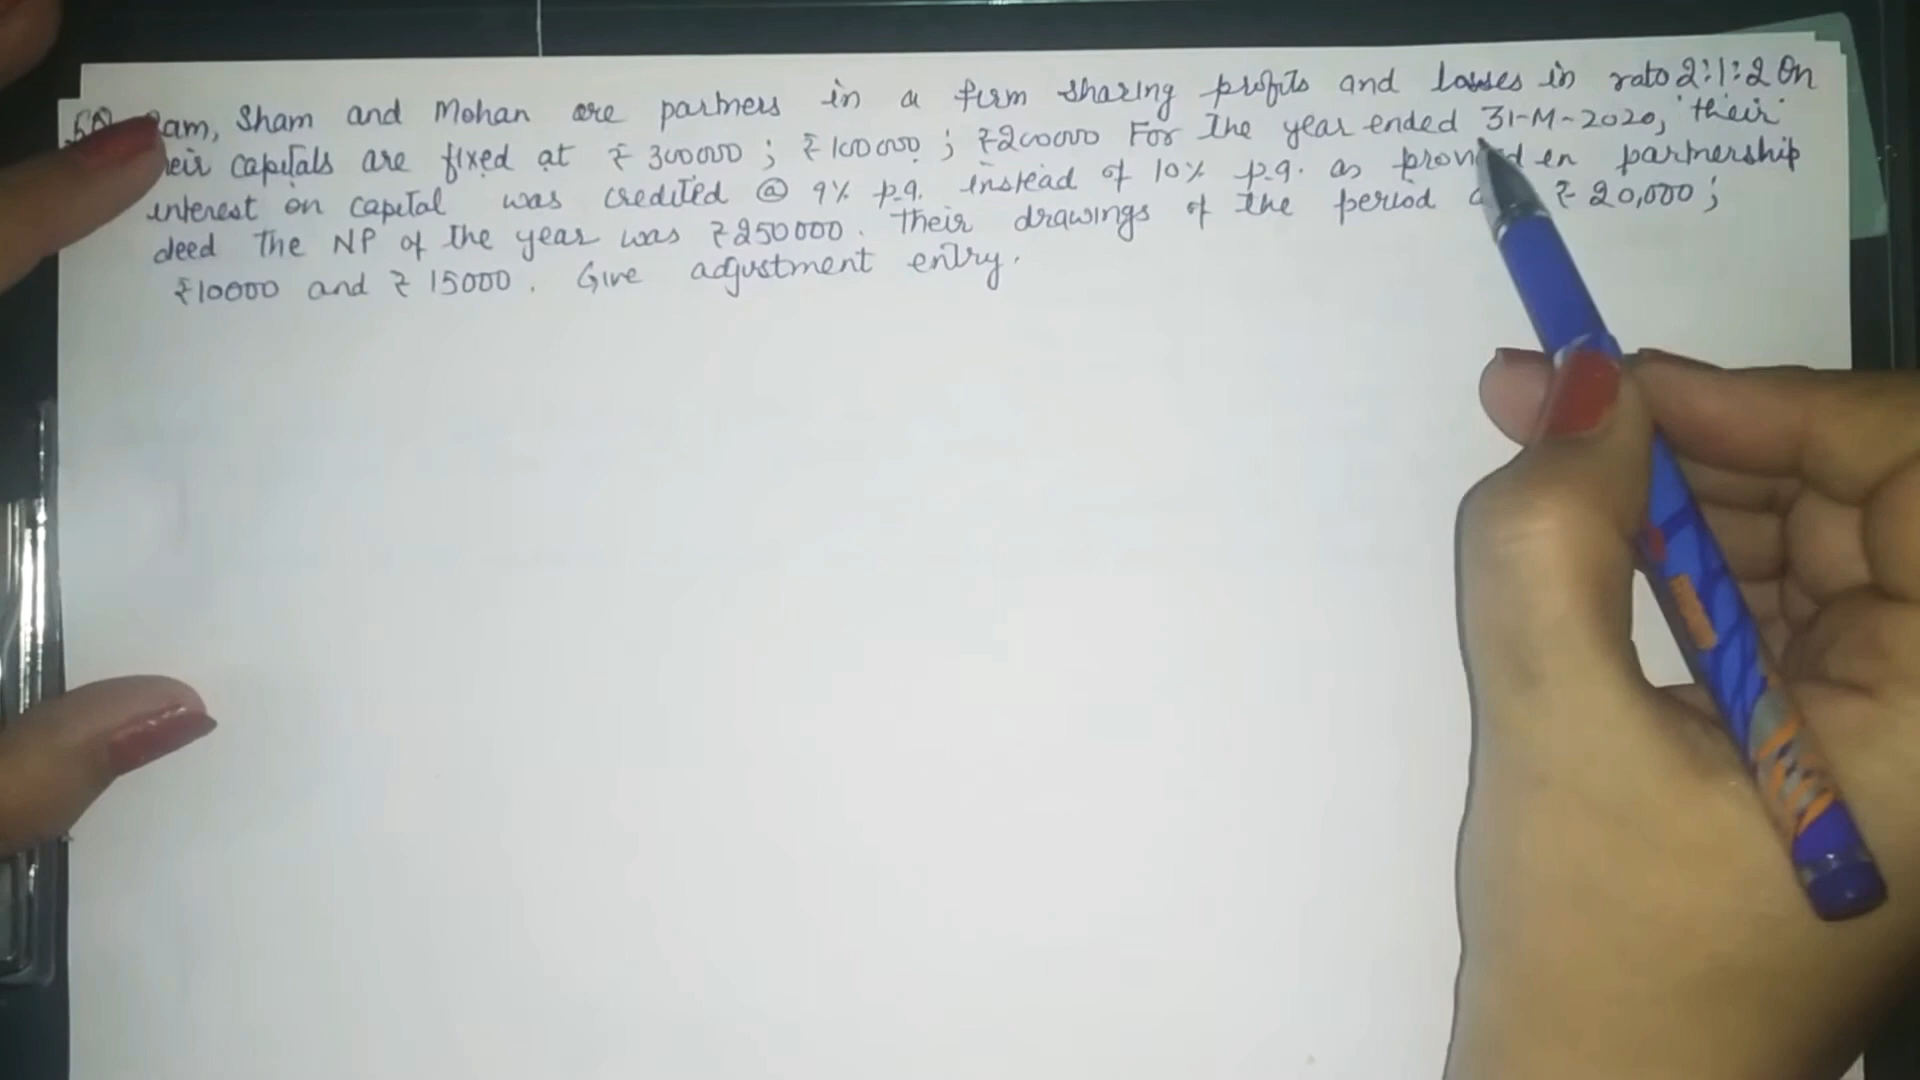 Ram, Sham and Mohan are partners in a firm sharing profits and losses in rato 2:1:2 On
their capitals are fixed at ₹ 300000 ; ₹ 100000 ; ₹200000 For the year ended 31-M-2020, their
interest on capital was credited @ 9% p.a. instead of 10% p.a. as provided in partnership
deed The NP of the year was ₹250000. Their drawings of the period ₹ 20,000 ;
₹10000 and ₹ 15000. Give adjustment entry.